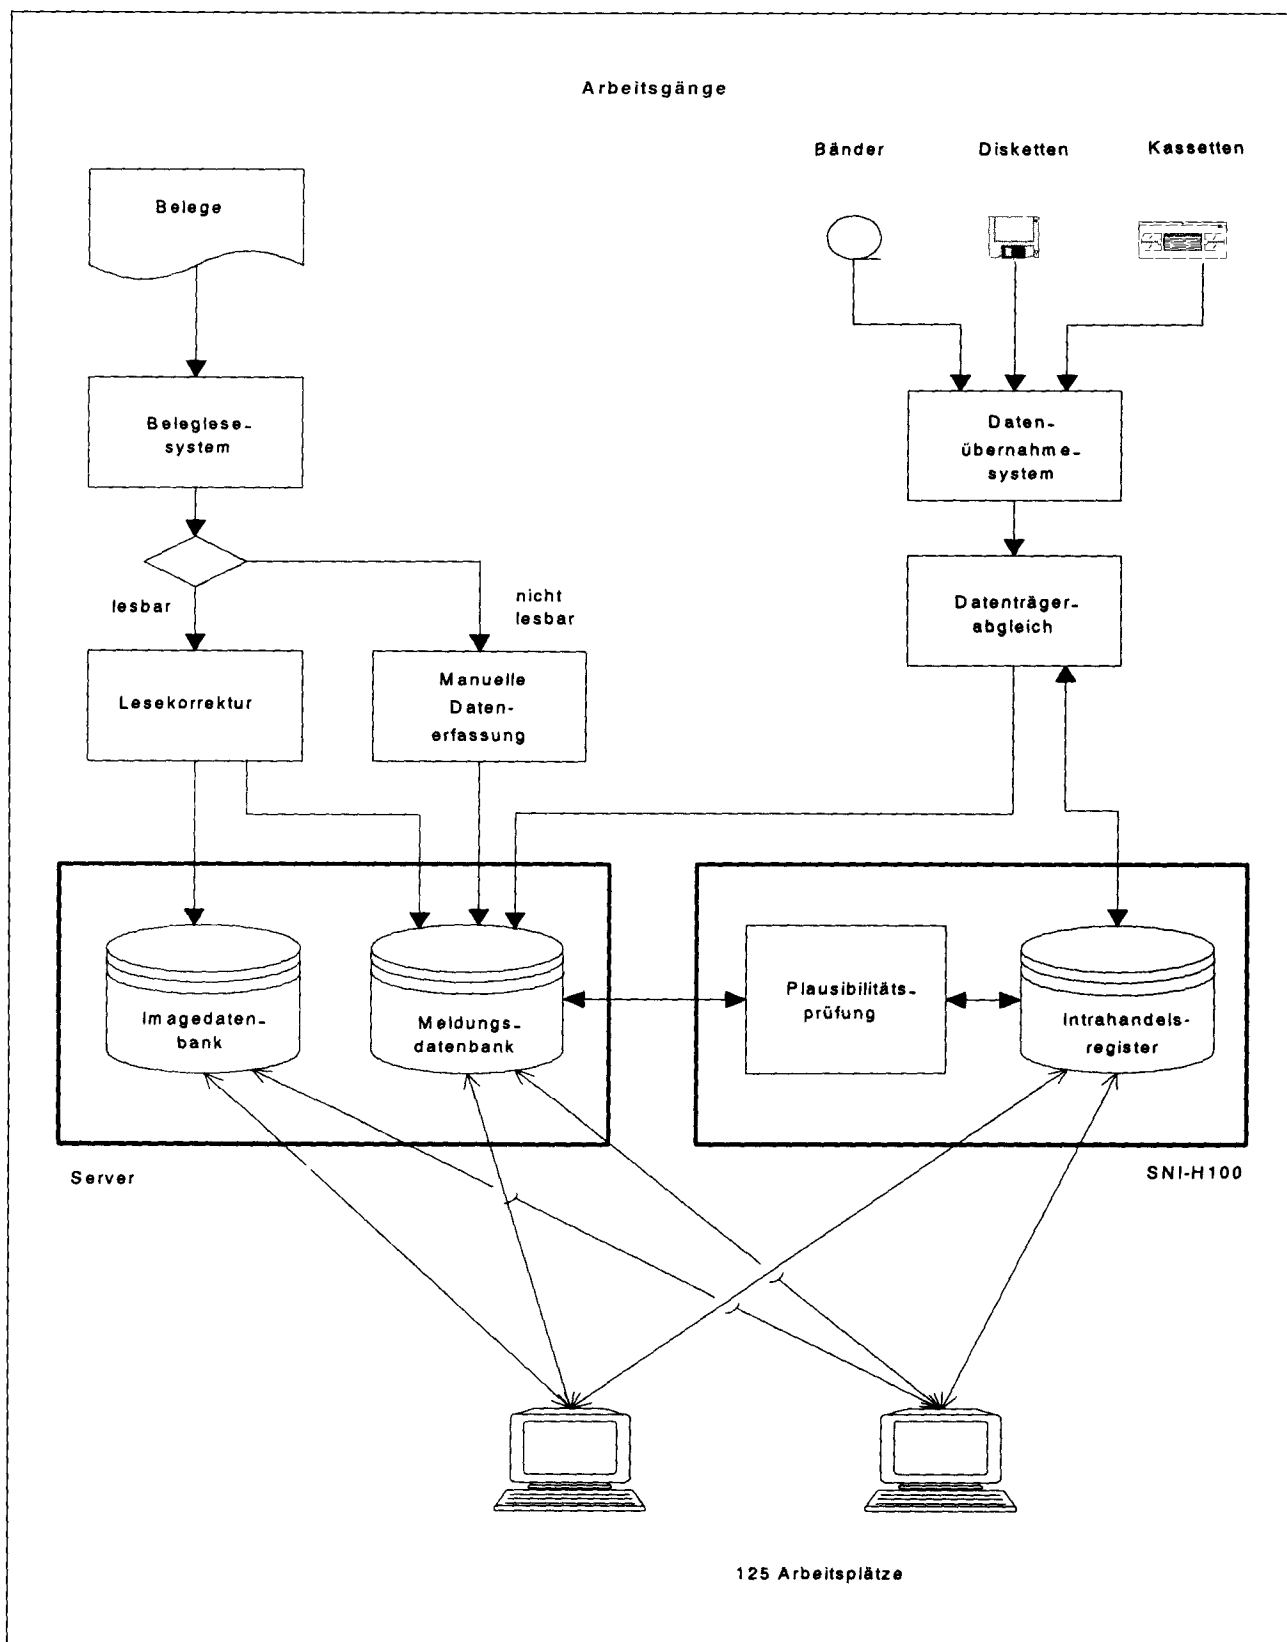 Arbeitsgänge
Bänder
Disketten
Kassetten
Belege
Beleglese-
system
Daten-
übernahme-
system
lesbar
nicht
lesbar
Datenträger-
abgleich
Lesekorrektur
Manuelle
Daten-
erfassung
Imagedaten-
bank
Meldungs-
datenbank
Plausibilitäts-
prüfung
Intrahandels-
register
Server
SNI-H100
125 Arbeitsplätze